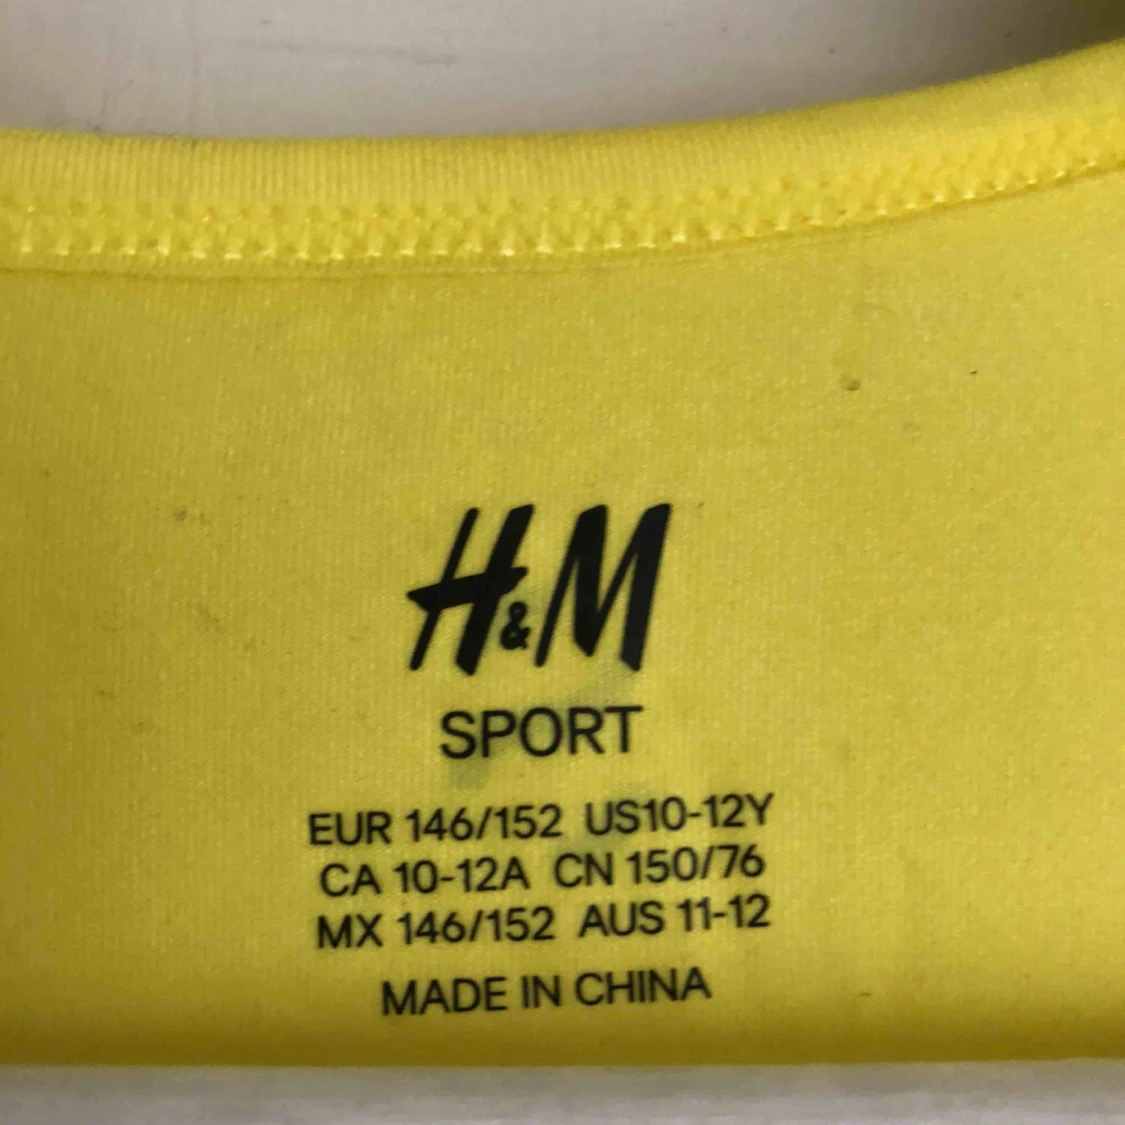 H&M
SPORT
EUR 146/152 US10-12Y
CA 10-12A CN 150/76
MX 146/152 AUS 11-12
MADE IN CHINA